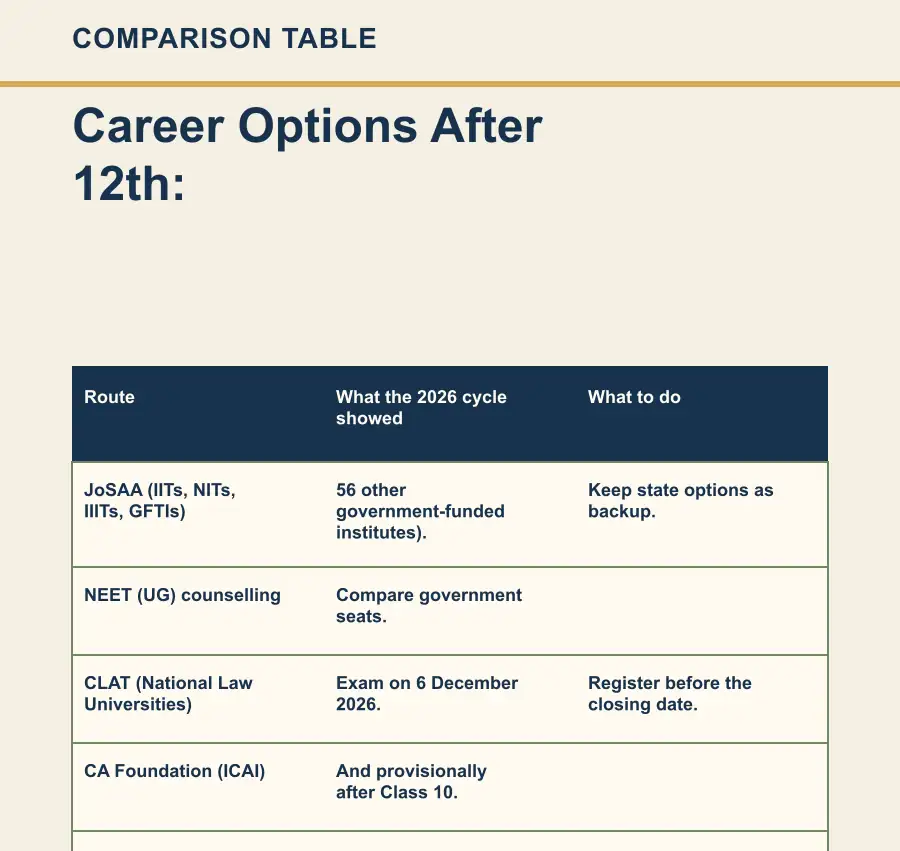 COMPARISON TABLE
Career Options After
12th:
Route
What the 2026 cycle
showed
What to do
JoSAA (IITs, NITs,
IIITs, GFTIs)
56 other
government-funded
institutes).
Keep state options as
backup.
NEET (UG) counselling
Compare government
seats.
CLAT (National Law
Universities)
Exam on 6 December
2026.
Register before the
closing date.
CA Foundation (ICAI)
And provisionally
after Class 10.